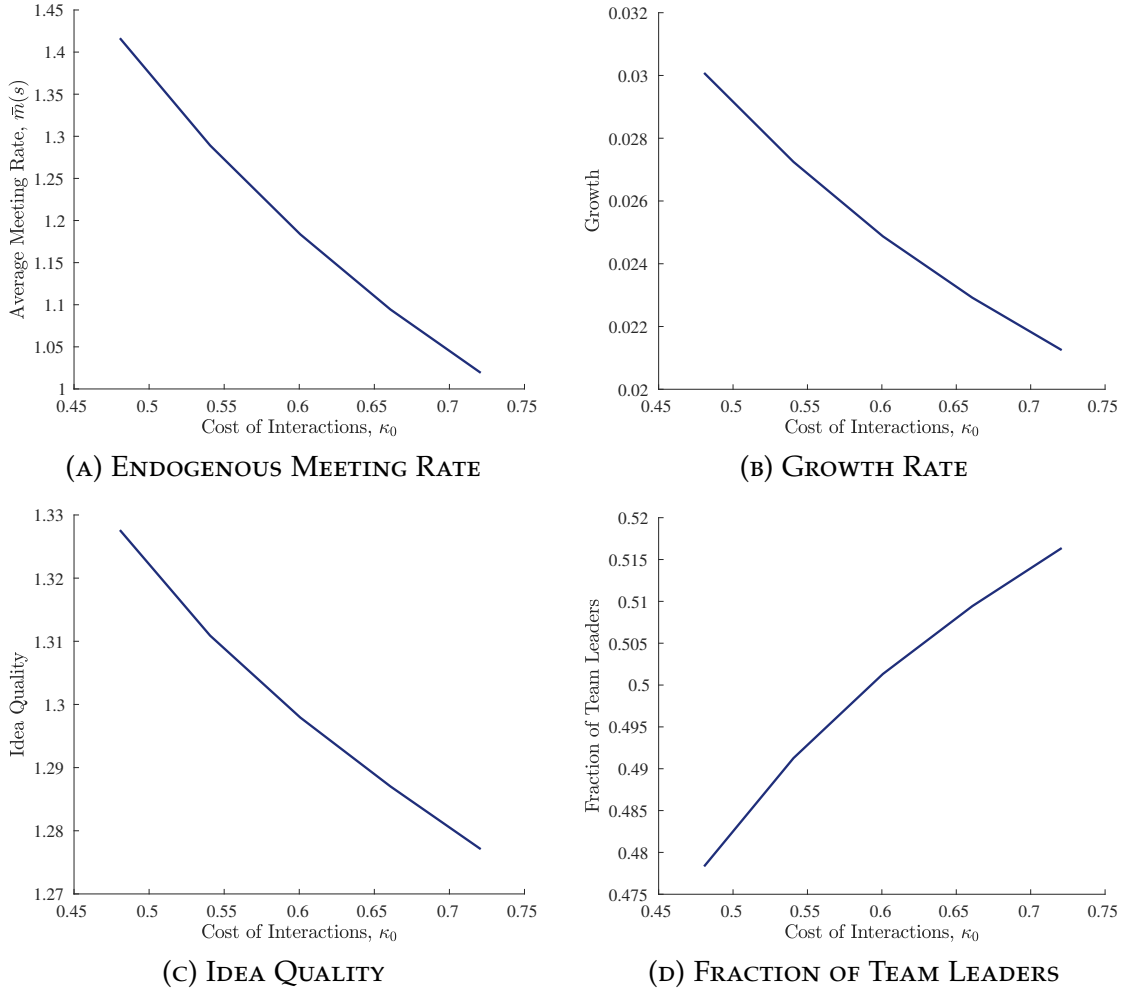 1.45
1.4
1.35
1.3
1.25
1.2
1.15
1.1
1.05
1
Average Meeting Rate, m̄(s)
0.45 0.5 0.55 0.6 0.65 0.7 0.75
Cost of Interactions, κ₀
(A) Endogenous Meeting Rate
0.032
0.03
0.028
0.026
0.024
0.022
0.02
Growth
0.45 0.5 0.55 0.6 0.65 0.7 0.75
Cost of Interactions, κ₀
(B) Growth Rate
1.33
1.32
1.31
1.3
1.29
1.28
1.27
Idea Quality
0.45 0.5 0.55 0.6 0.65 0.7 0.75
Cost of Interactions, κ₀
(C) Idea Quality
0.52
0.515
0.51
0.505
0.5
0.495
0.49
0.485
0.48
0.475
Fraction of Team Leaders
0.45 0.5 0.55 0.6 0.65 0.7 0.75
Cost of Interactions, κ₀
(D) Fraction of Team Leaders